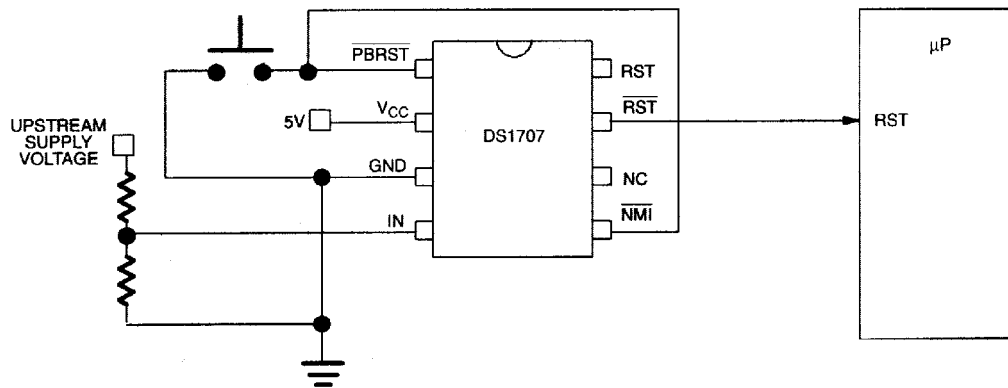 PBRST
RST
VCC
RST
5V
DS1707
UPSTREAM
SUPPLY
VOLTAGE
GND
NC
IN
NMI
μP
RST